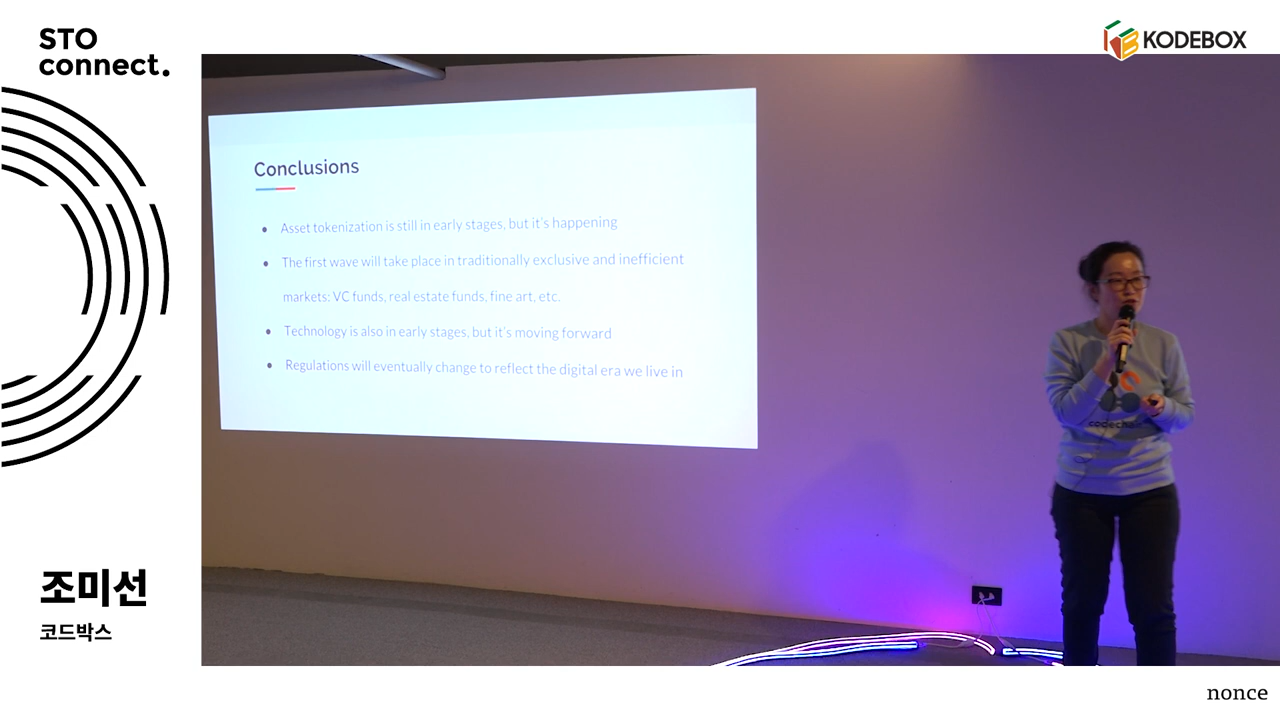 STO
connect.
KODEBOX
Conclusions
● Asset tokenization is still in early stages, but it's happening
● The first wave will take place in traditionally exclusive and inefficient
markets: VC funds, real estate funds, fine art, etc.
● Technology is also in early stages, but it's moving forward
● Regulations will eventually change to reflect the digital era we live in
조미선
코드박스
nonce